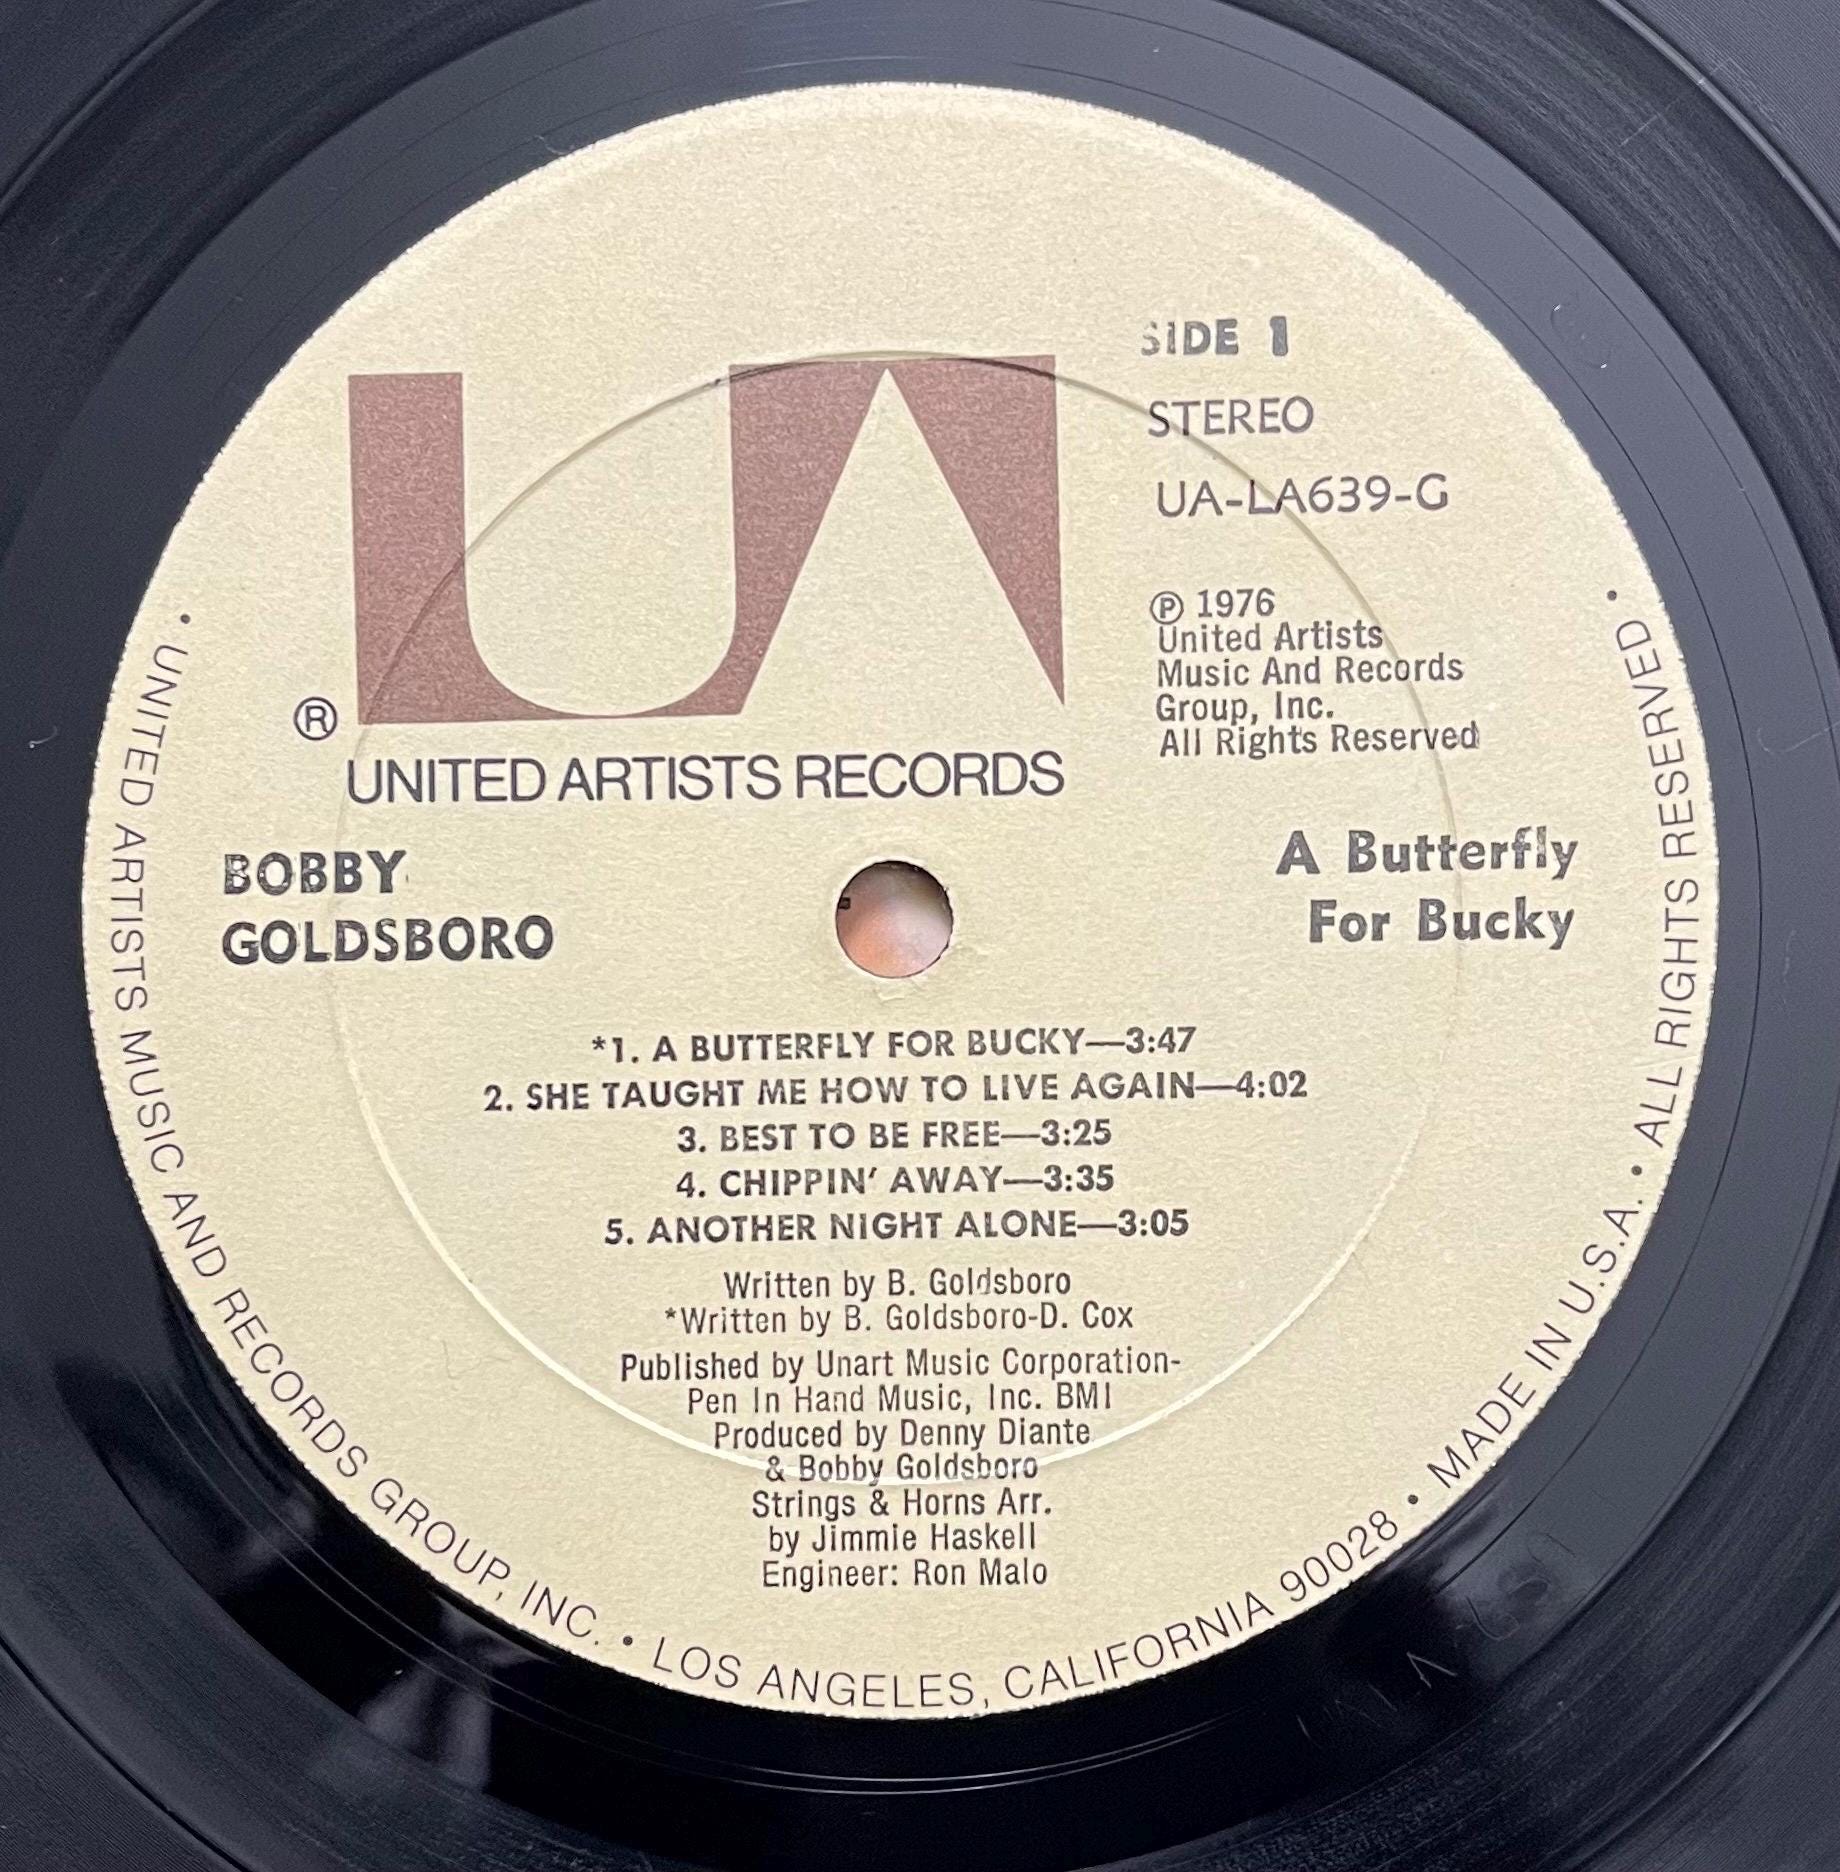 SIDE 1
STEREO
UA-LA639-G
UA
℗ 1976
United Artists
Music And Records
Group, Inc.
All Rights Reserved
®
UNITED ARTISTS RECORDS
BOBBY
GOLDSBORO
A Butterfly
For Bucky
*1. A BUTTERFLY FOR BUCKY—3:47
2. SHE TAUGHT ME HOW TO LIVE AGAIN—4:02
3. BEST TO BE FREE—3:25
4. CHIPPIN' AWAY—3:35
5. ANOTHER NIGHT ALONE—3:05
Written by B. Goldsboro
*Written by B. Goldsboro-D. Cox
Published by Unart Music Corporation-
Pen In Hand Music, Inc. BMI
Produced by Denny Diante
& Bobby Goldsboro
Strings & Horns Arr.
by Jimmie Haskell
Engineer: Ron Malo
• UNITED ARTISTS MUSIC AND RECORDS GROUP, INC. • LOS ANGELES, CALIFORNIA 90028 • MADE IN U.S.A. • ALL RIGHTS RESERVED •